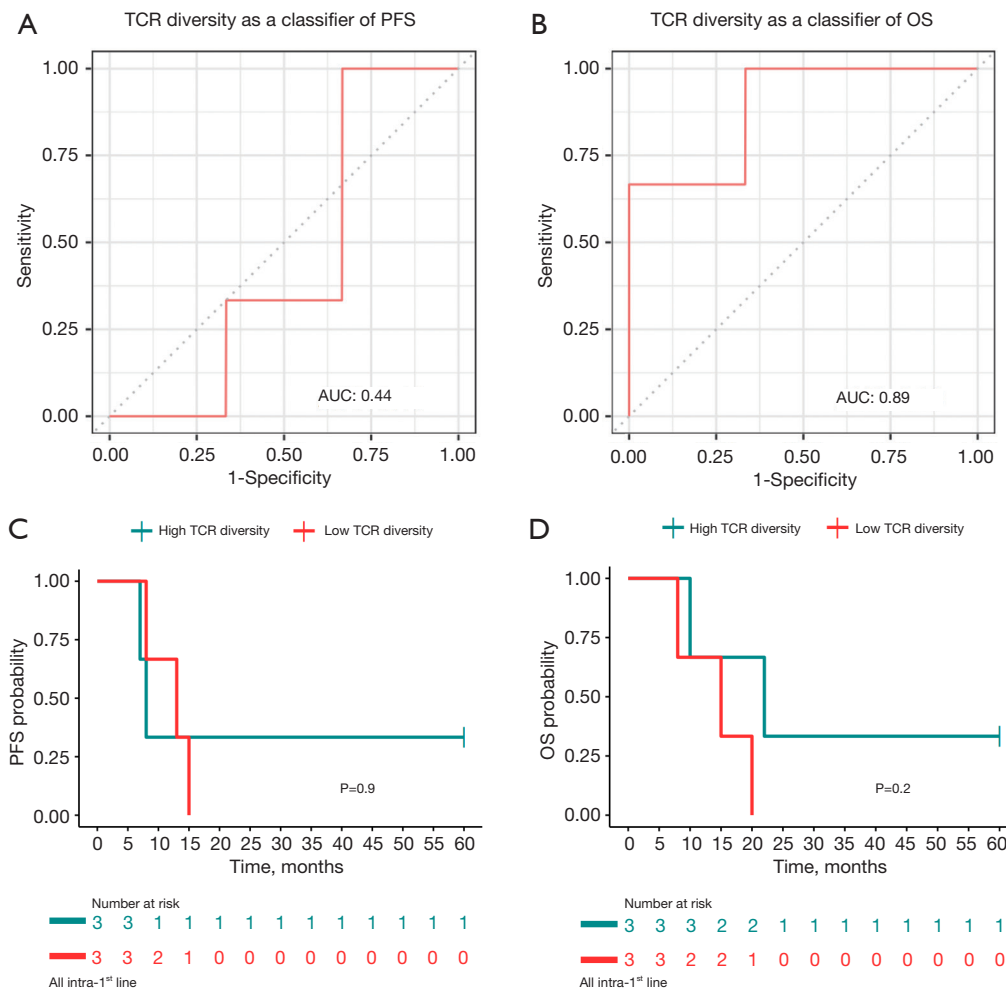 A
TCR diversity as a classifier of PFS
1.00
0.75
0.50
0.25
0.00
Sensitivity
AUC: 0.44
0.00 0.25 0.50 0.75 1.00
1-Specificity
B
TCR diversity as a classifier of OS
1.00
0.75
0.50
0.25
0.00
Sensitivity
AUC: 0.89
0.00 0.25 0.50 0.75 1.00
1-Specificity
C
High TCR diversity Low TCR diversity
1.00
0.75
0.50
0.25
0.00
PFS probability
P=0.9
0 5 10 15 20 25 30 35 40 45 50 55 60
Time, months
Number at risk
3 3 1 1 1 1 1 1 1 1 1 1 1
3 3 2 1 0 0 0 0 0 0 0 0 0
All intra-1st line
D
High TCR diversity Low TCR diversity
1.00
0.75
0.50
0.25
0.00
OS probability
P=0.2
0 5 10 15 20 25 30 35 40 45 50 55 60
Time, months
Number at risk
3 3 3 2 2 1 1 1 1 1 1 1 1
3 3 2 2 1 0 0 0 0 0 0 0 0
All intra-1st line